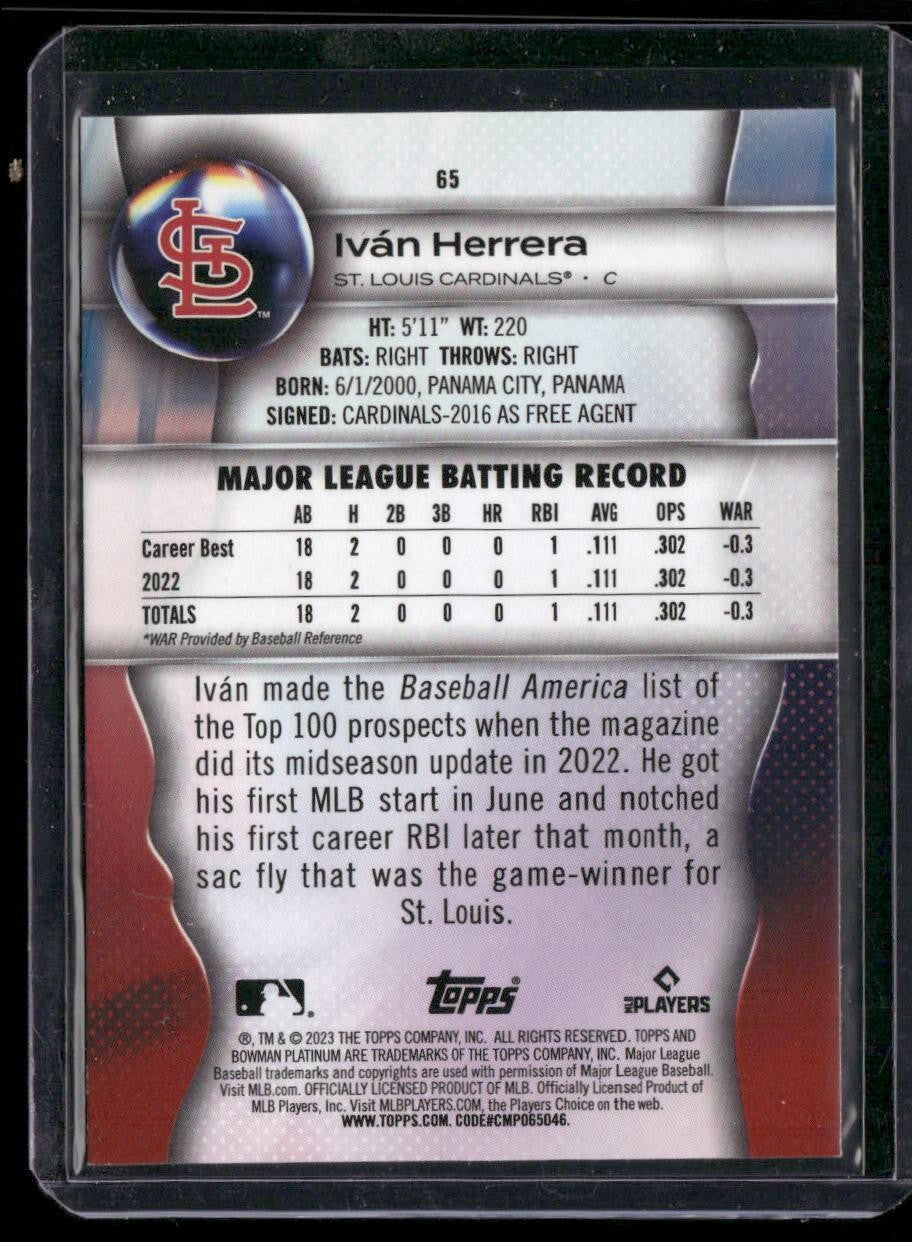 65
STL™
Iván Herrera
ST. LOUIS CARDINALS® · C
HT: 5'11" WT: 220
BATS: RIGHT THROWS: RIGHT
BORN: 6/1/2000, PANAMA CITY, PANAMA
SIGNED: CARDINALS-2016 AS FREE AGENT
MAJOR LEAGUE BATTING RECORD
AB H 2B 3B HR RBI AVG OPS WAR
Career Best 18 2 0 0 0 1 .111 .302 -0.3
2022 18 2 0 0 0 1 .111 .302 -0.3
TOTALS 18 2 0 0 0 1 .111 .302 -0.3
*WAR Provided by Baseball Reference
Iván made the Baseball America list of
the Top 100 prospects when the magazine
did its midseason update in 2022. He got
his first MLB start in June and notched
his first career RBI later that month, a
sac fly that was the game-winner for
St. Louis.
Topps® MLB PLAYERS
®, TM & © 2023 THE TOPPS COMPANY, INC. ALL RIGHTS RESERVED. TOPPS AND
BOWMAN PLATINUM ARE TRADEMARKS OF THE TOPPS COMPANY, INC. Major League
Baseball trademarks and copyrights are used with permission of Major League Baseball.
Visit MLB.com. OFFICIALLY LICENSED PRODUCT OF MLB. Officially Licensed Product of
MLB Players, Inc. Visit MLBPLAYERS.COM, the Players Choice on the web.
WWW.TOPPS.COM. CODE#CMP065046.